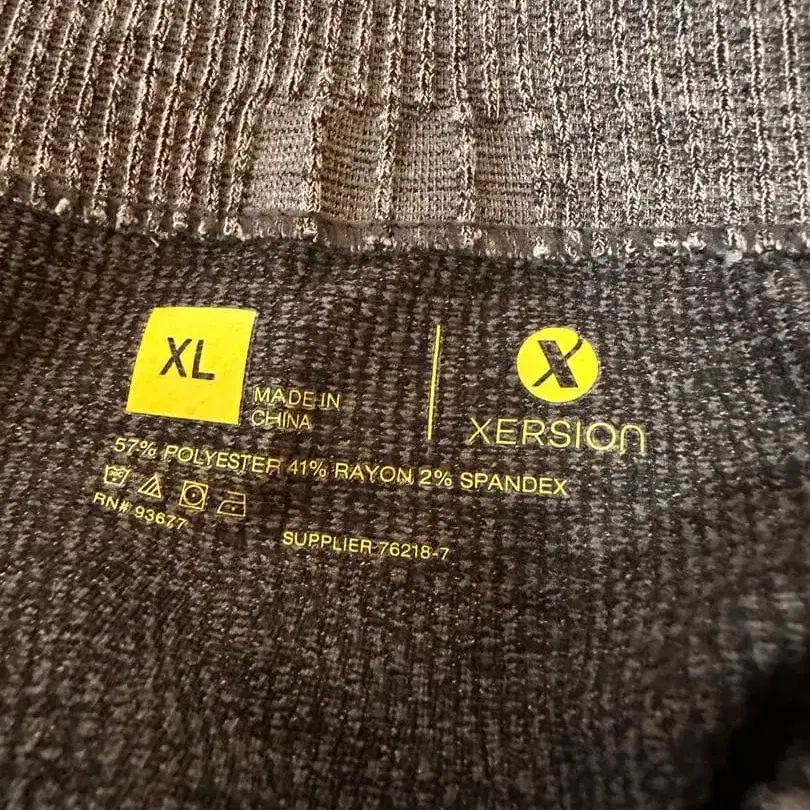 XL
MADE IN
CHINA
X
XERSION
57% POLYESTER 41% RAYON 2% SPANDEX
RN# 93677
SUPPLIER 76218-7